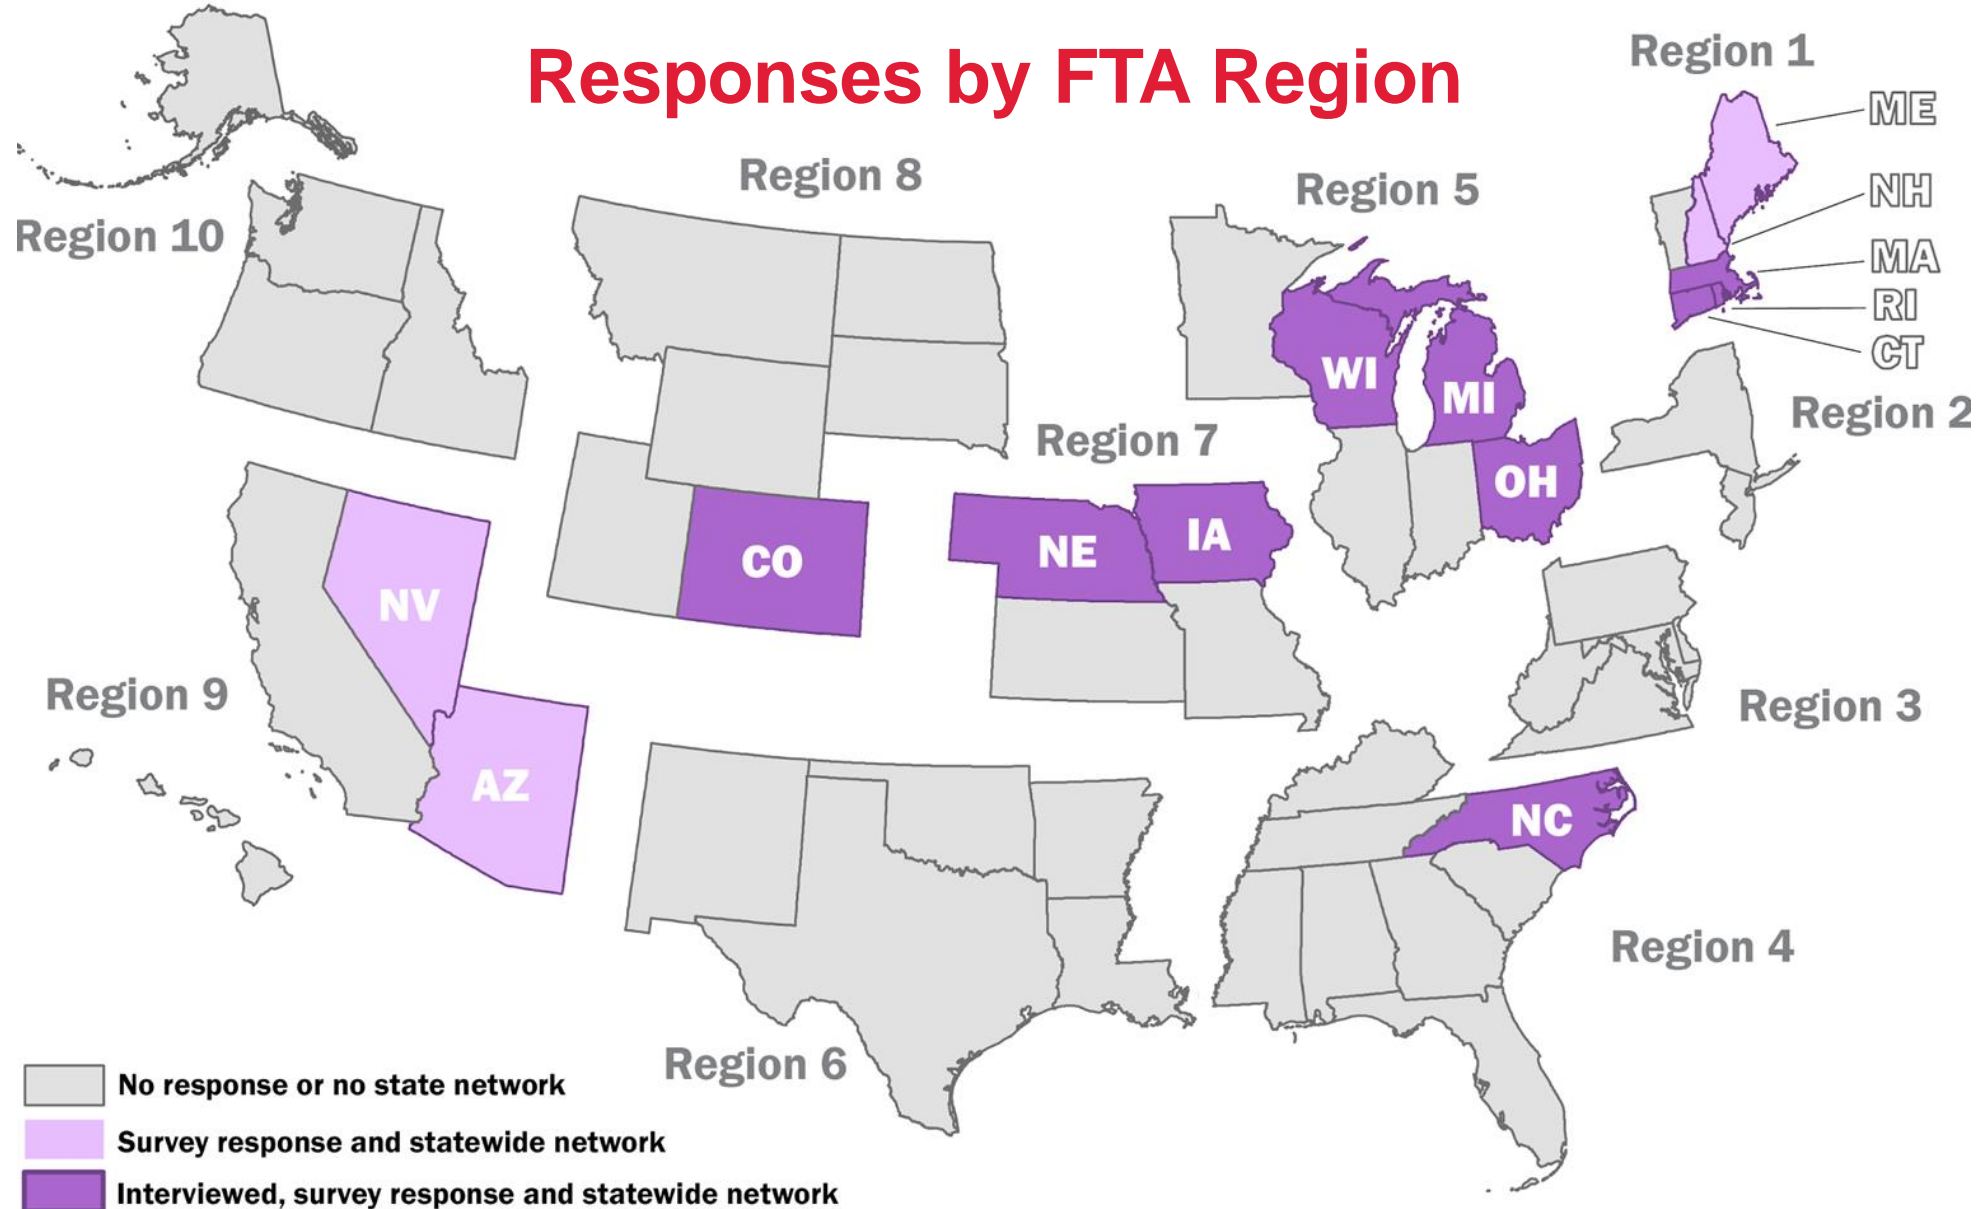 Responses by FTA Region
Region 1
ME
NH
MA
RI
CT
Region 8
Region 5
Region 10
WI
MI
OH
Region 2
Region 7
NE
IA
CO
NV
AZ
Region 9
Region 3
NC
Region 4
Region 6
No response or no state network
Survey response and statewide network
Interviewed, survey response and statewide network